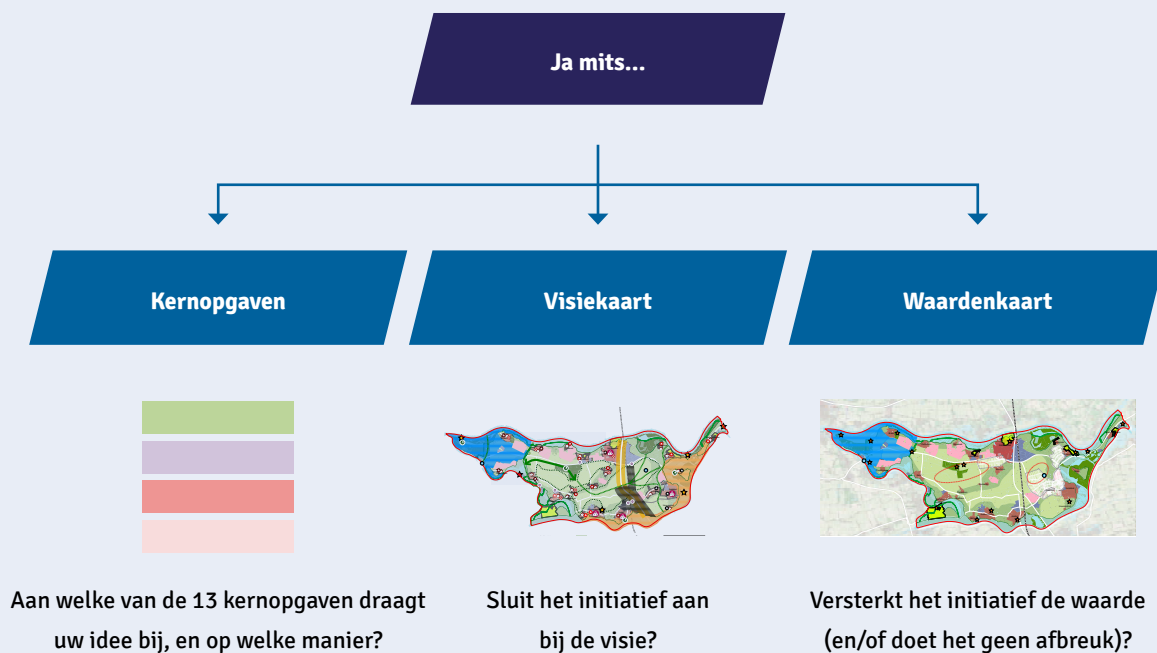 Ja mits...
Kernopgaven
Visiekaart
Waardenkaart
Aan welke van de 13 kernopgaven draagt
uw idee bij, en op welke manier?
Sluit het initiatief aan
bij de visie?
Versterkt het initiatief de waarde
(en/of doet het geen afbreuk)?